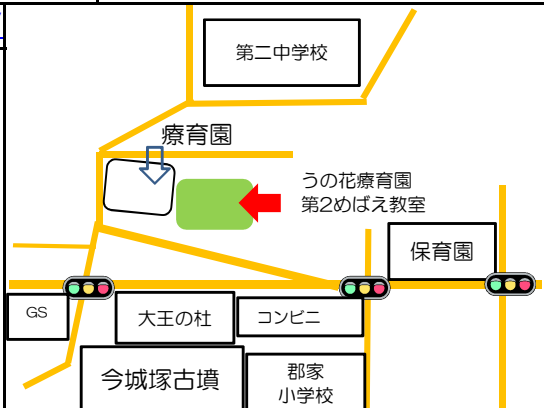 第二中学校
療育園
うの花療育園
第2めばえ教室
保育園
GS
大王の杜
コンビニ
今城塚古墳
郡家
小学校